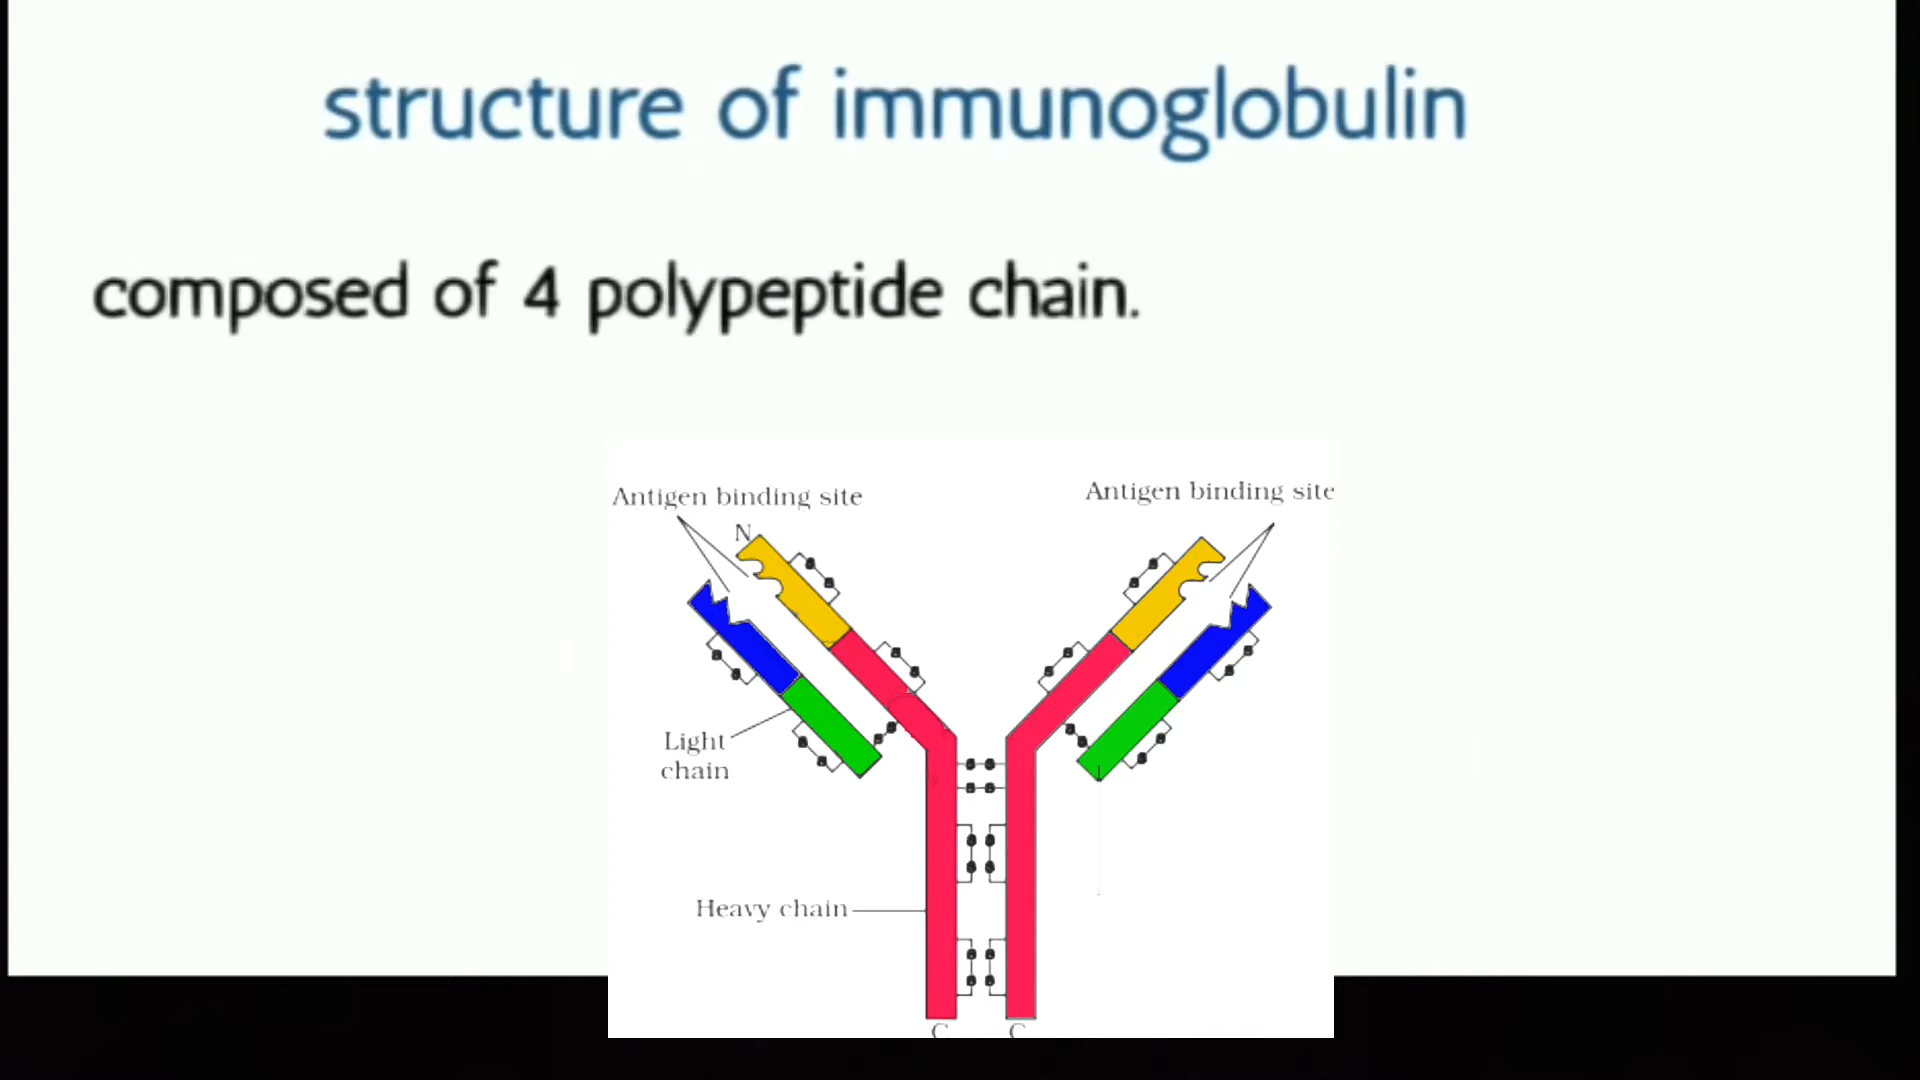 structure of immunoglobulin
composed of 4 polypeptide chain.
Antigen binding site
Antigen binding site
N
Light
chain
Heavy chain
C
C